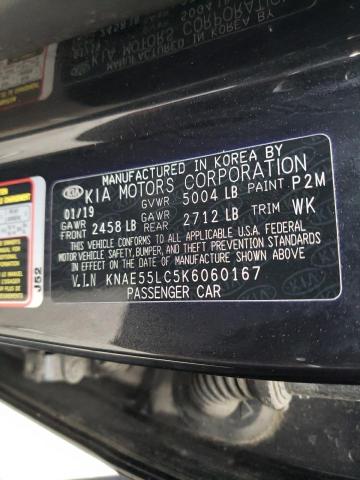 MANUFACTURED IN KOREA BY
KIA KIA MOTORS CORPORATION
01/19 GVWR 5004 LB PAINT P2M
GAWR FRONT 2458 LB GAWR REAR 2712 LB TRIM WK
THIS VEHICLE CONFORMS TO ALL APPLICABLE U.S.A. FEDERAL
MOTOR VEHICLE SAFETY, BUMPER, AND THEFT PREVENTION STANDARDS
IN EFFECT ON THE DATE OF MANUFACTURE SHOWN ABOVE
V.I.N KNAE55LC5K6060167
PASSENGER CAR
J52